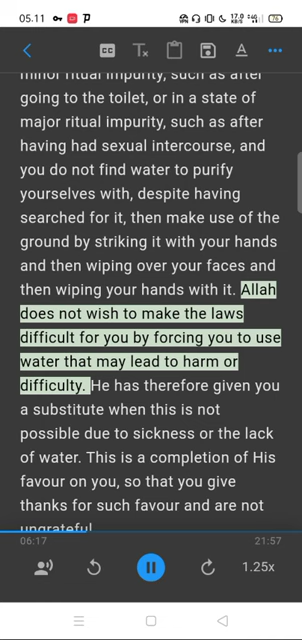 05.11
17.0
KB/S
76
CC
minor ritual impurity, such as after
going to the toilet, or in a state of
major ritual impurity, such as after
having had sexual intercourse, and
you do not find water to purify
yourselves with, despite having
searched for it, then make use of the
ground by striking it with your hands
and then wiping over your faces and
then wiping your hands with it. Allah
does not wish to make the laws
difficult for you by forcing you to use
water that may lead to harm or
difficulty. He has therefore given you
a substitute when this is not
possible due to sickness or the lack
of water. This is a completion of His
favour on you, so that you give
thanks for such favour and are not
ungrateful
06:17
21:57
1.25x